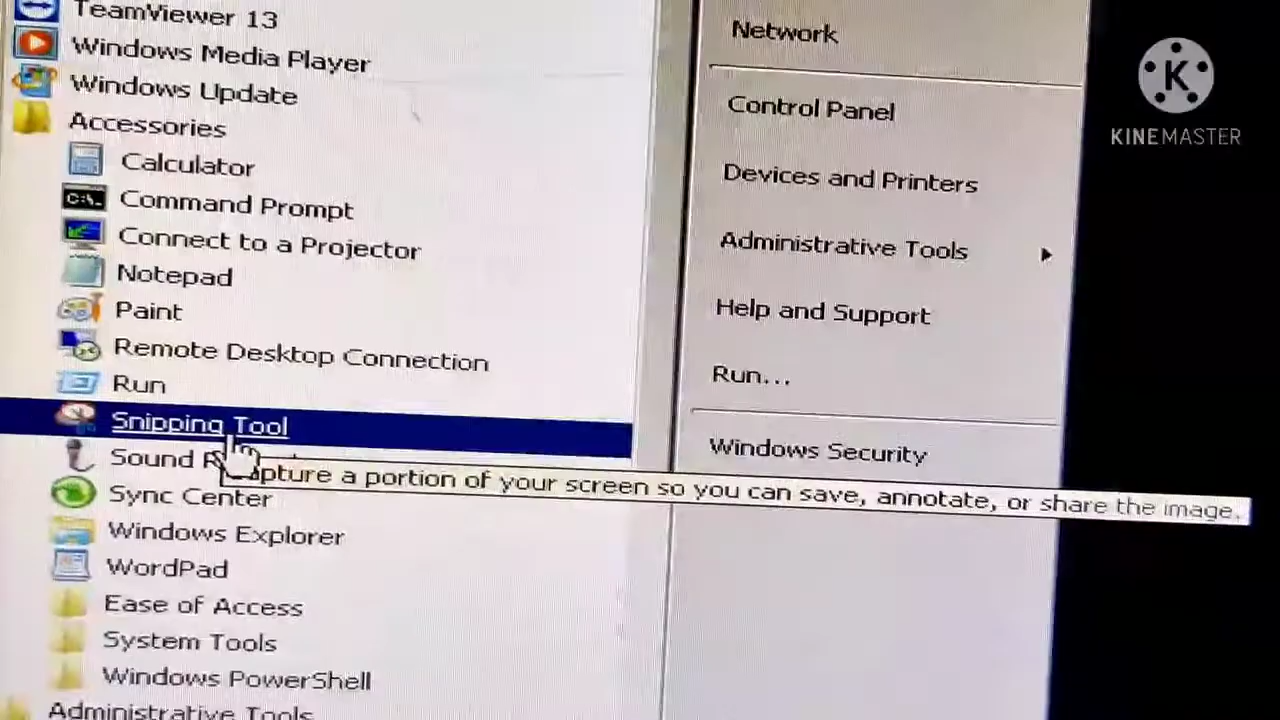 TeamViewer 13
Windows Media Player
Windows Update
Accessories
Calculator
C:\.
Command Prompt
Connect to a Projector
Notepad
Paint
Remote Desktop Connection
Run
Snipping Tool
Sound
Sync Center
Windows Explorer
WordPad
Ease of Access
System Tools
Windows PowerShell
Administrative Tools
Network
Control Panel
Devices and Printers
Administrative Tools
Help and Support
Run...
Windows Security
apture a portion of your screen so you can save, annotate, or share the image.
K
KINEMASTER